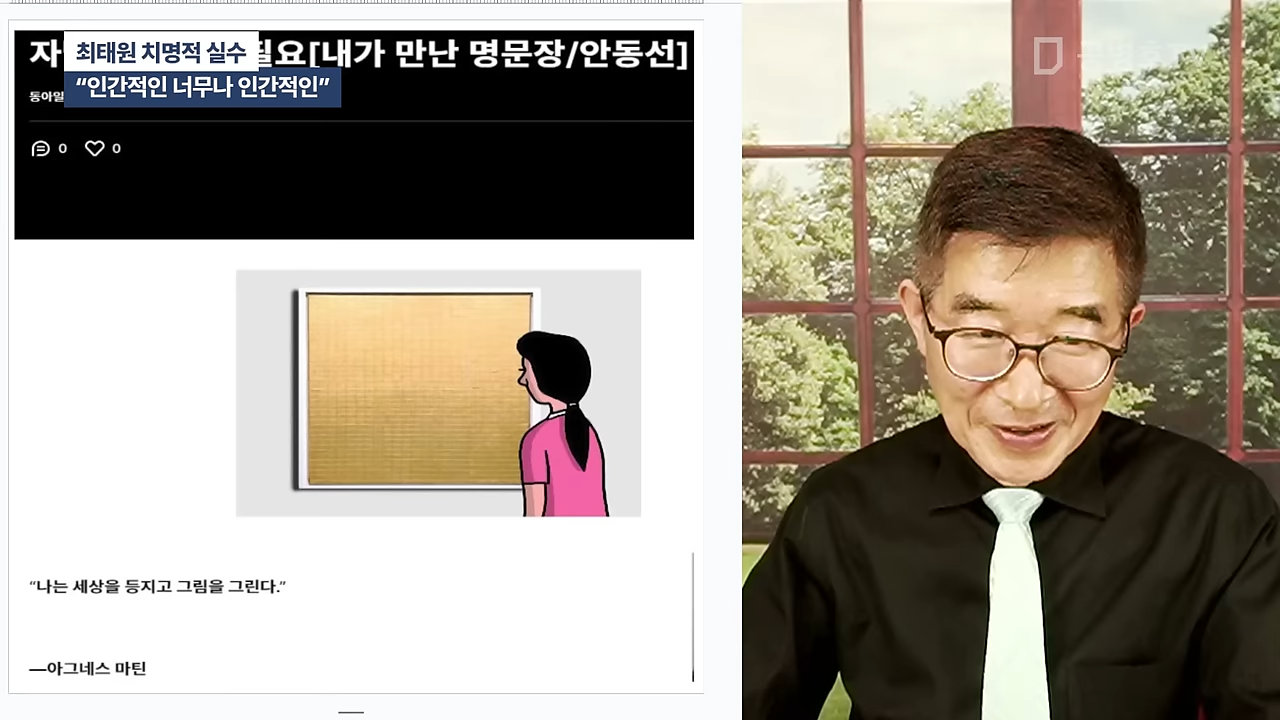 최태원 치명적 실수
“인간적인 너무나 인간적인”
자 필요[내가 만난 명문장/안동선]
동아일
0 0
“나는 세상을 등지고 그림을 그린다.”
—아그네스 마틴